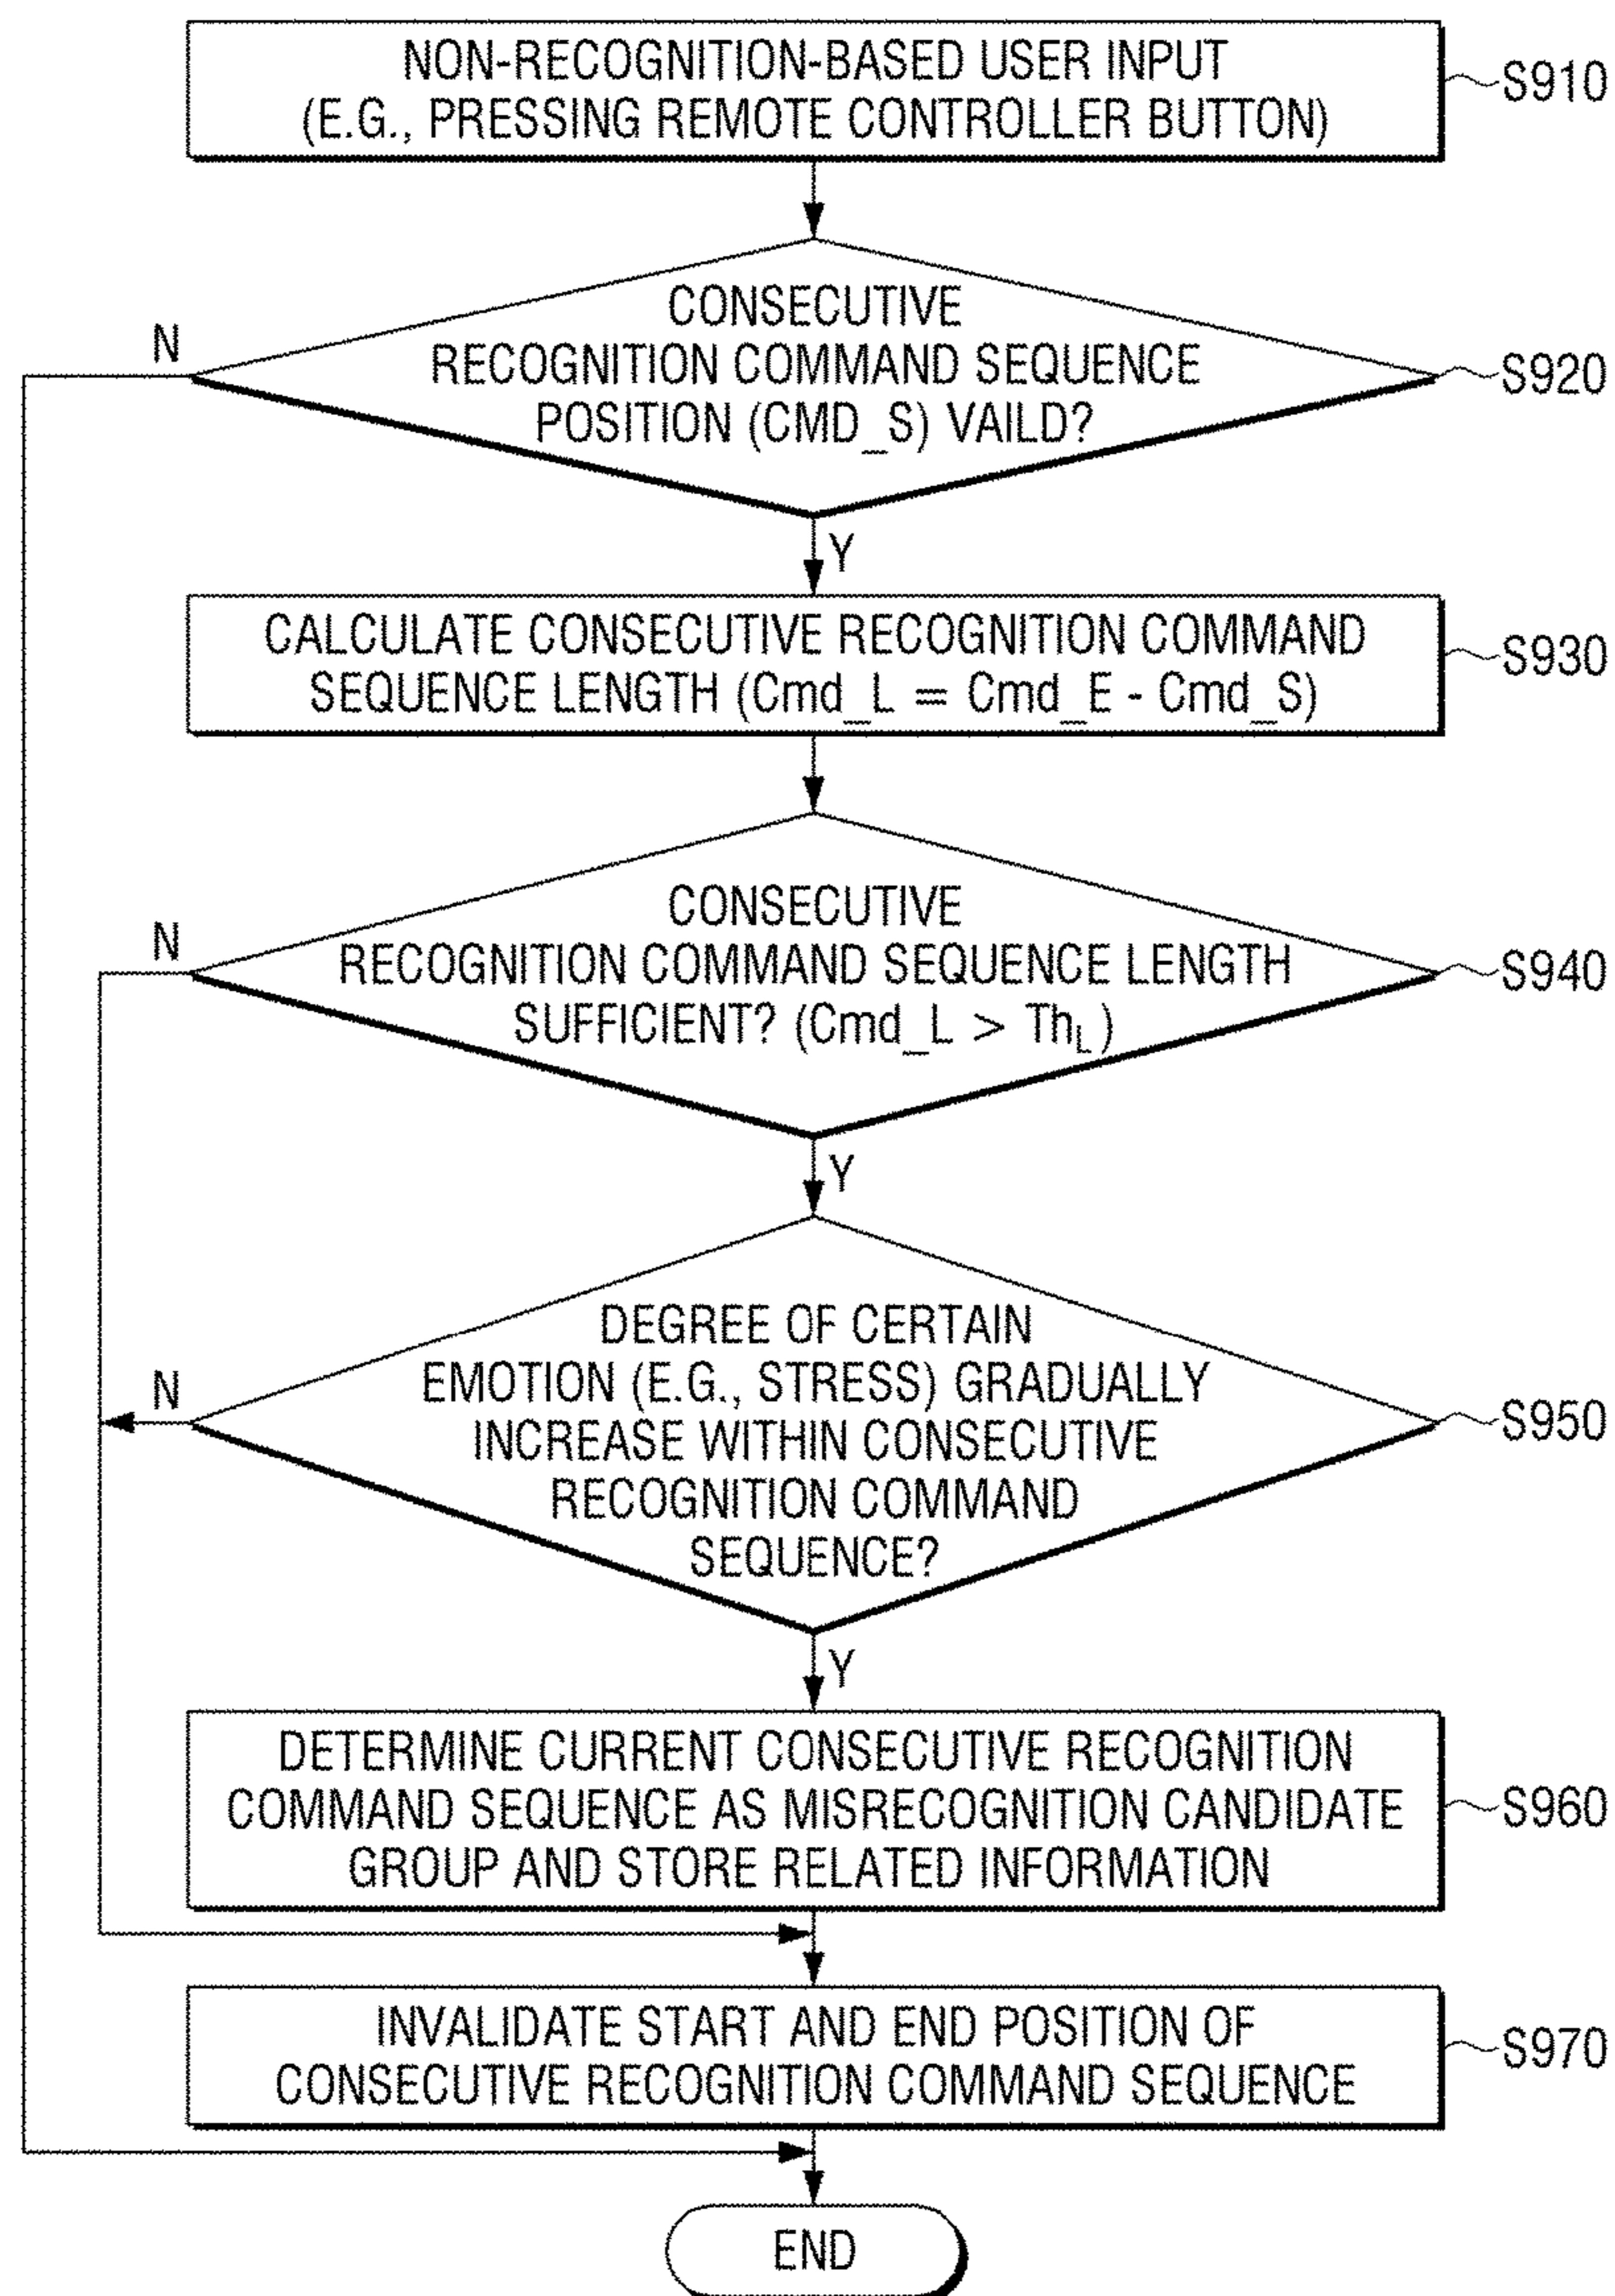 NON-RECOGNITION-BASED USER INPUT
(E.G., PRESSING REMOTE CONTROLLER BUTTON)
S910
CONSECUTIVE
RECOGNITION COMMAND SEQUENCE
POSITION (CMD_S) VAILD?
N
S920
Y
CALCULATE CONSECUTIVE RECOGNITION COMMAND
SEQUENCE LENGTH (Cmd_L = Cmd_E - Cmd_S)
S930
CONSECUTIVE
RECOGNITION COMMAND SEQUENCE LENGTH
SUFFICIENT? (Cmd_L > ThL)
N
S940
Y
DEGREE OF CERTAIN
EMOTION (E.G., STRESS) GRADUALLY
INCREASE WITHIN CONSECUTIVE
RECOGNITION COMMAND
SEQUENCE?
N
S950
Y
DETERMINE CURRENT CONSECUTIVE RECOGNITION
COMMAND SEQUENCE AS MISRECOGNITION CANDIDATE
GROUP AND STORE RELATED INFORMATION
S960
INVALIDATE START AND END POSITION OF
CONSECUTIVE RECOGNITION COMMAND SEQUENCE
S970
END